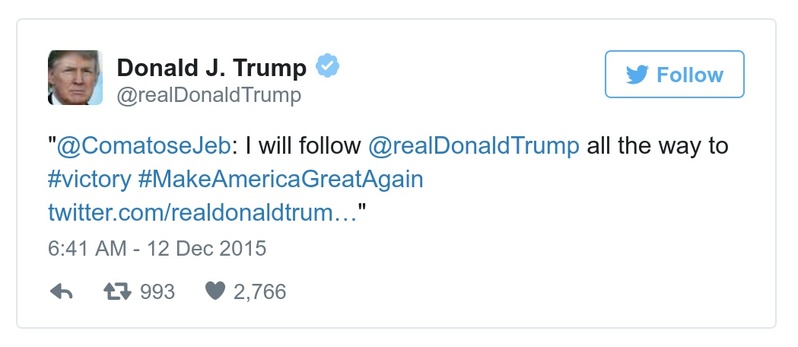 Donald J. Trump
@realDonaldTrump
Follow
"@ComatoseJeb: I will follow @realDonaldTrump all the way to
#victory #MakeAmericaGreatAgain
twitter.com/realdonaldtrum…"
6:41 AM - 12 Dec 2015
993 2,766